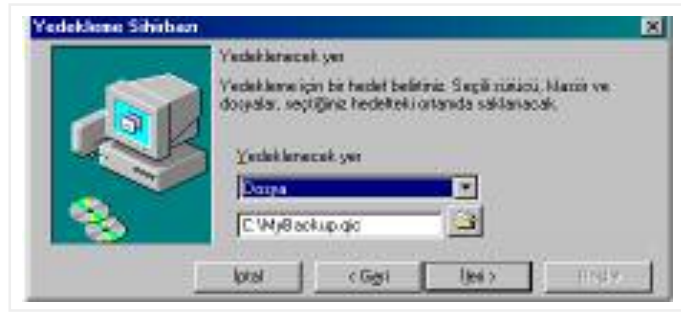 Yedekleme Sihirbazı
Yedeklenecek yer
Yedekleme için bir hedef belirtiniz. Seçili sürücü, klasör ve
dosyalar, seçtiğiniz hedefteki ortamda saklanacak.
Yedeklenecek yer
Dosya
C:\MyBackup.qic
İptal
< Geri
İleri >